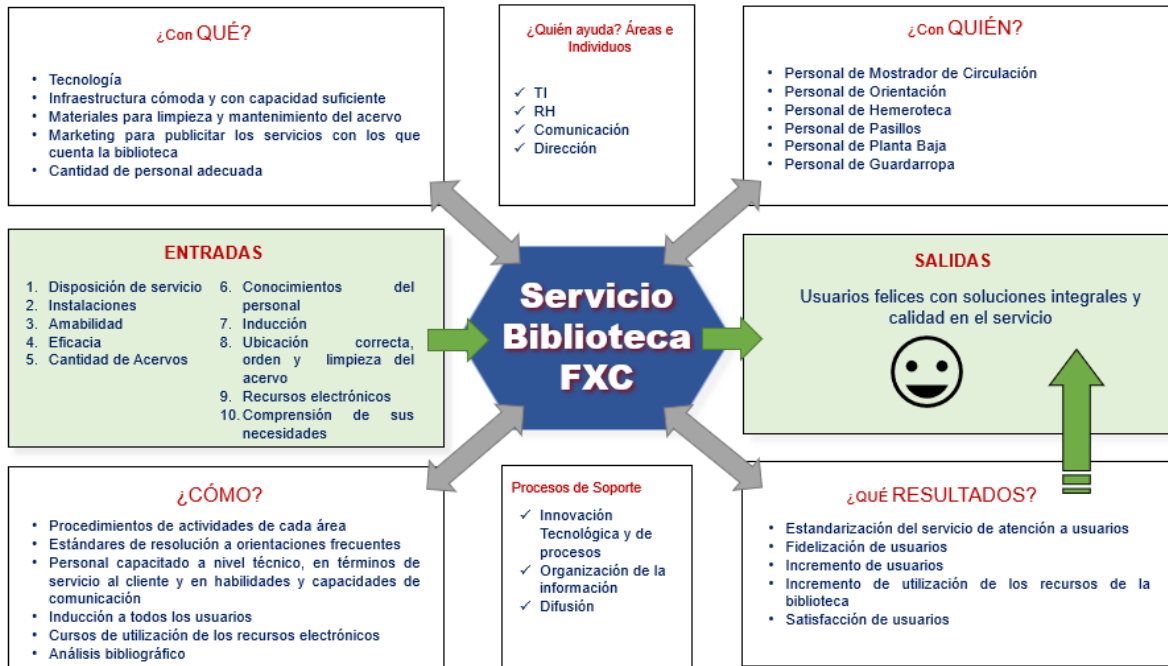 ¿Con QUÉ?
• Tecnología
• Infraestructura cómoda y con capacidad suficiente
• Materiales para limpieza y mantenimiento del acervo
• Marketing para publicitar los servicios con los que
cuenta la biblioteca
• Cantidad de personal adecuada
¿Quién ayuda? Áreas e
Individuos
✓ TI
✓ RH
✓ Comunicación
✓ Dirección
¿Con QUIÉN?
• Personal de Mostrador de Circulación
• Personal de Orientación
• Personal de Hemeroteca
• Personal de Pasillos
• Personal de Planta Baja
• Personal de Guardarropa
ENTRADAS
1. Disposición de servicio
2. Instalaciones
3. Amabilidad
4. Eficacia
5. Cantidad de Acervos
6. Conocimientos del
personal
7. Inducción
8. Ubicación correcta,
orden y limpieza del
acervo
9. Recursos electrónicos
10. Comprensión de sus
necesidades
Servicio
Biblioteca
FXC
SALIDAS
Usuarios felices con soluciones integrales y
calidad en el servicio
¿CÓMO?
• Procedimientos de actividades de cada área
• Estándares de resolución a orientaciones frecuentes
• Personal capacitado a nivel técnico, en términos de
servicio al cliente y en habilidades y capacidades de
comunicación
• Inducción a todos los usuarios
• Cursos de utilización de los recursos electrónicos
• Análisis bibliográfico
Procesos de Soporte
✓ Innovación
Tecnológica y de
procesos
✓ Organización de la
información
✓ Difusión
¿QUÉ RESULTADOS?
• Estandarización del servicio de atención a usuarios
• Fidelización de usuarios
• Incremento de usuarios
• Incremento de utilización de los recursos de la
biblioteca
• Satisfacción de usuarios